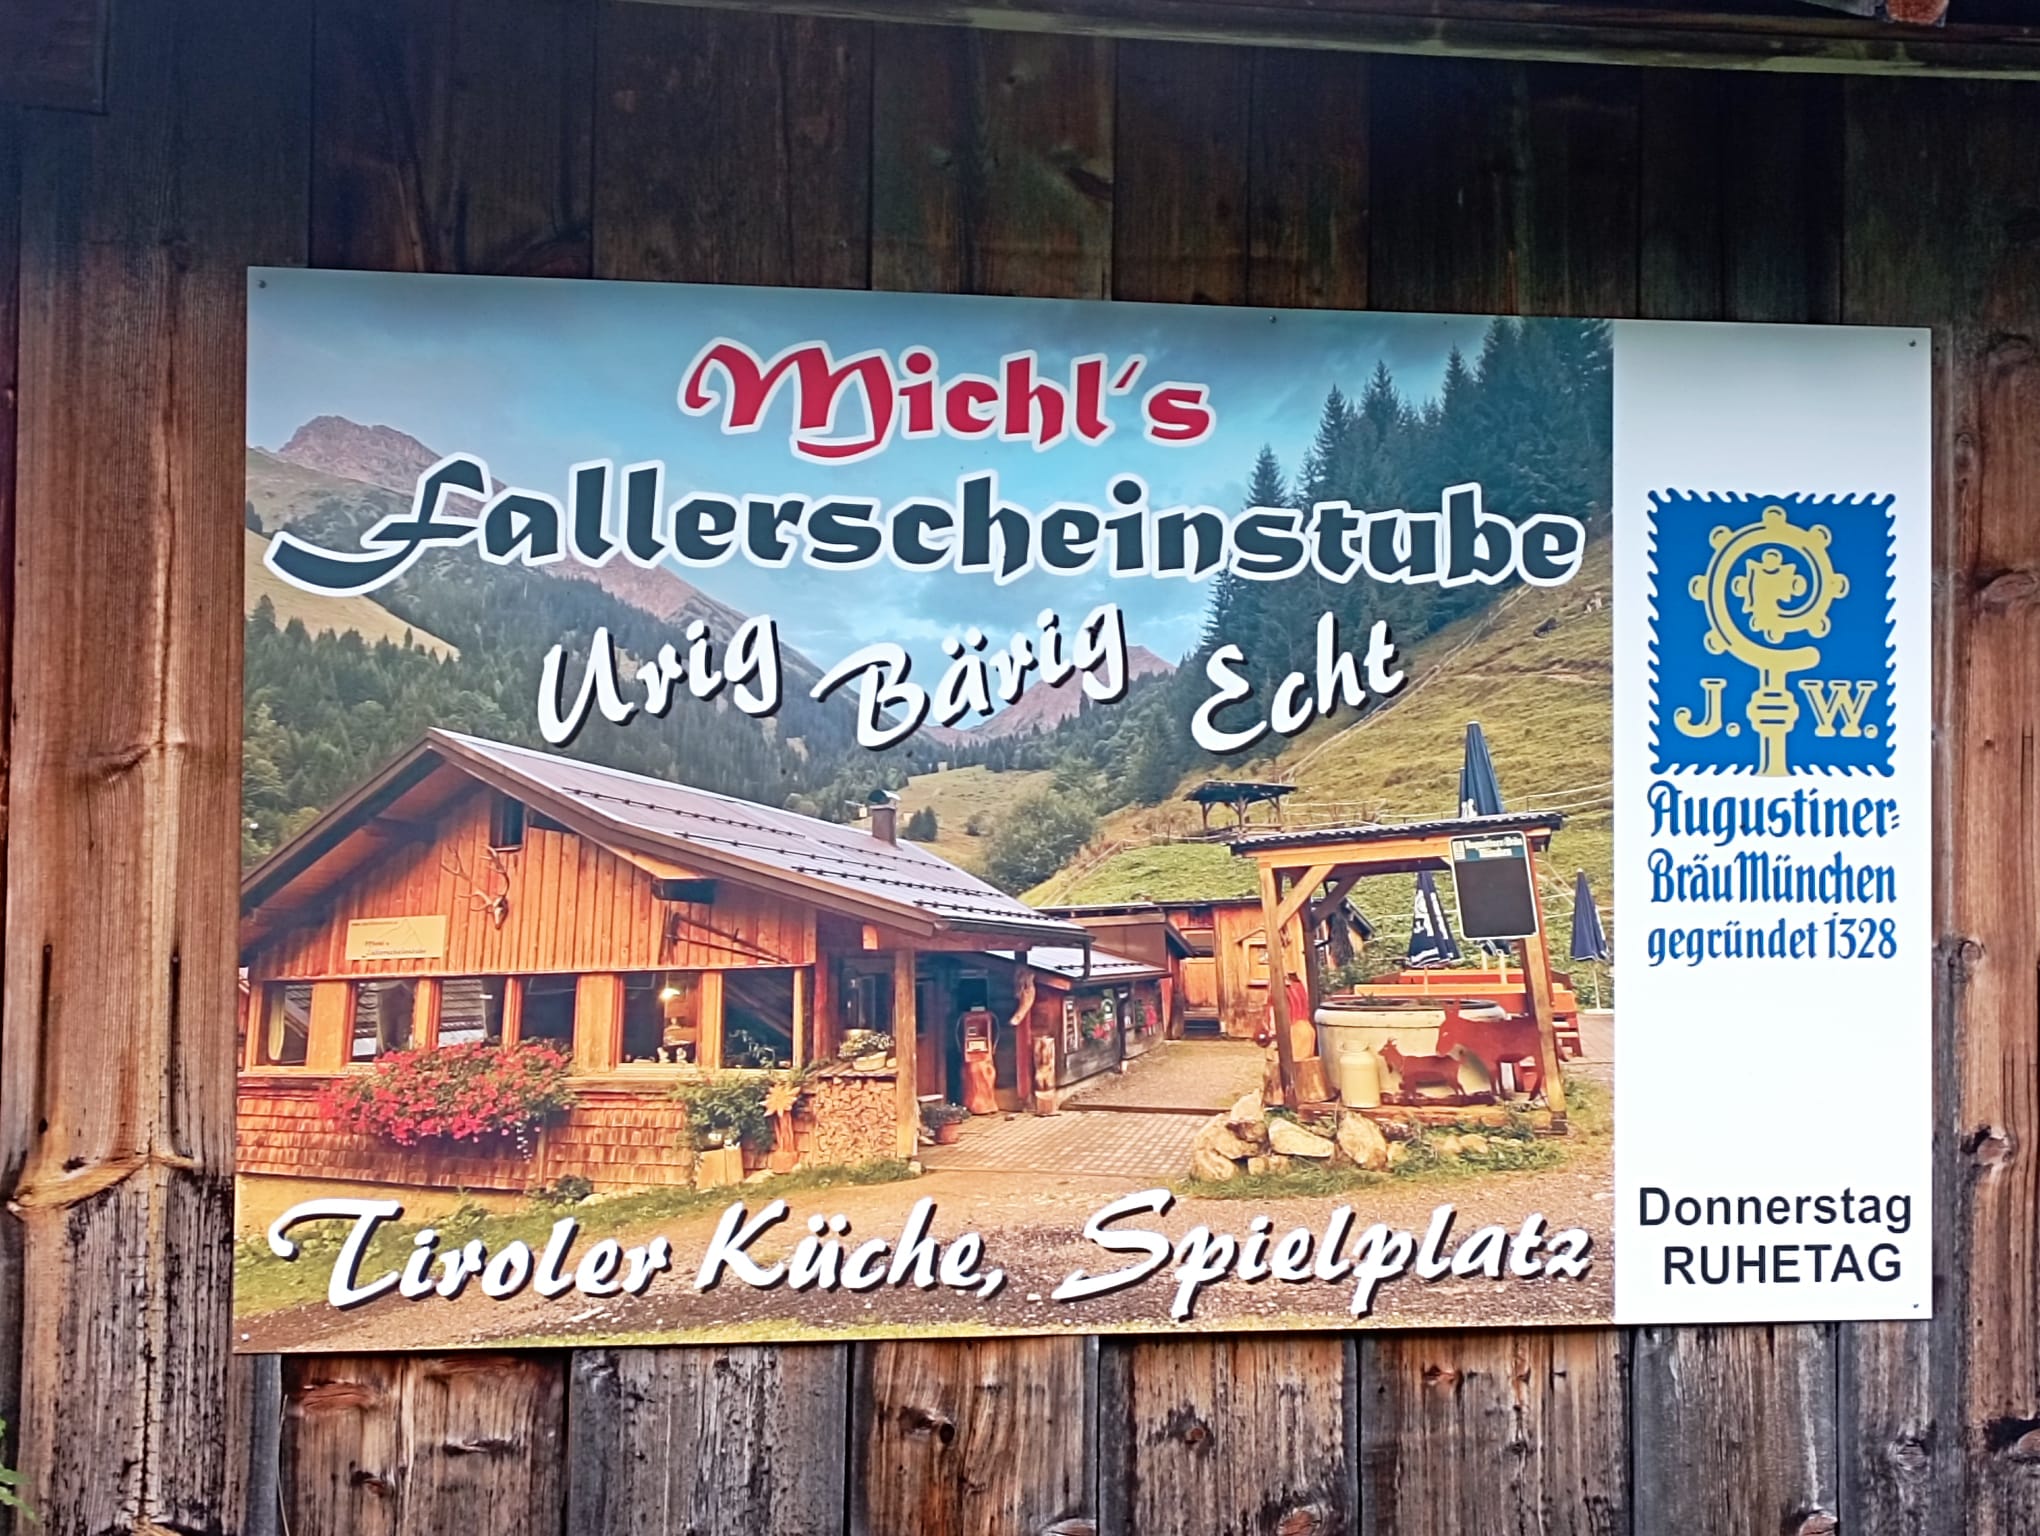 Michl's
Fallerscheinstube
Urig Bärig Echt
Tiroler Küche, Spielplatz
J. W.
Augustiner-
Bräu München
gegründet 1328
Donnerstag
RUHETAG